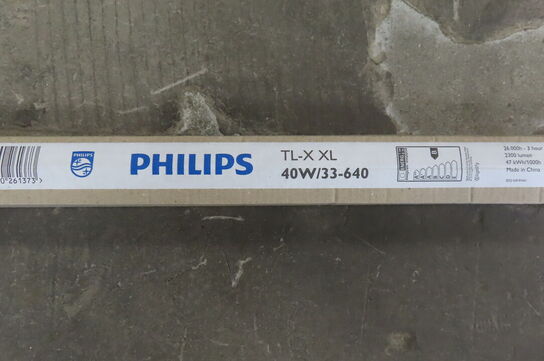 0261373>
PHILIPS
PHILIPS
TL-X XL
40W/33-640
26.000h - 3 hour
2300 lumen
47 kWh/1000h
Made in China